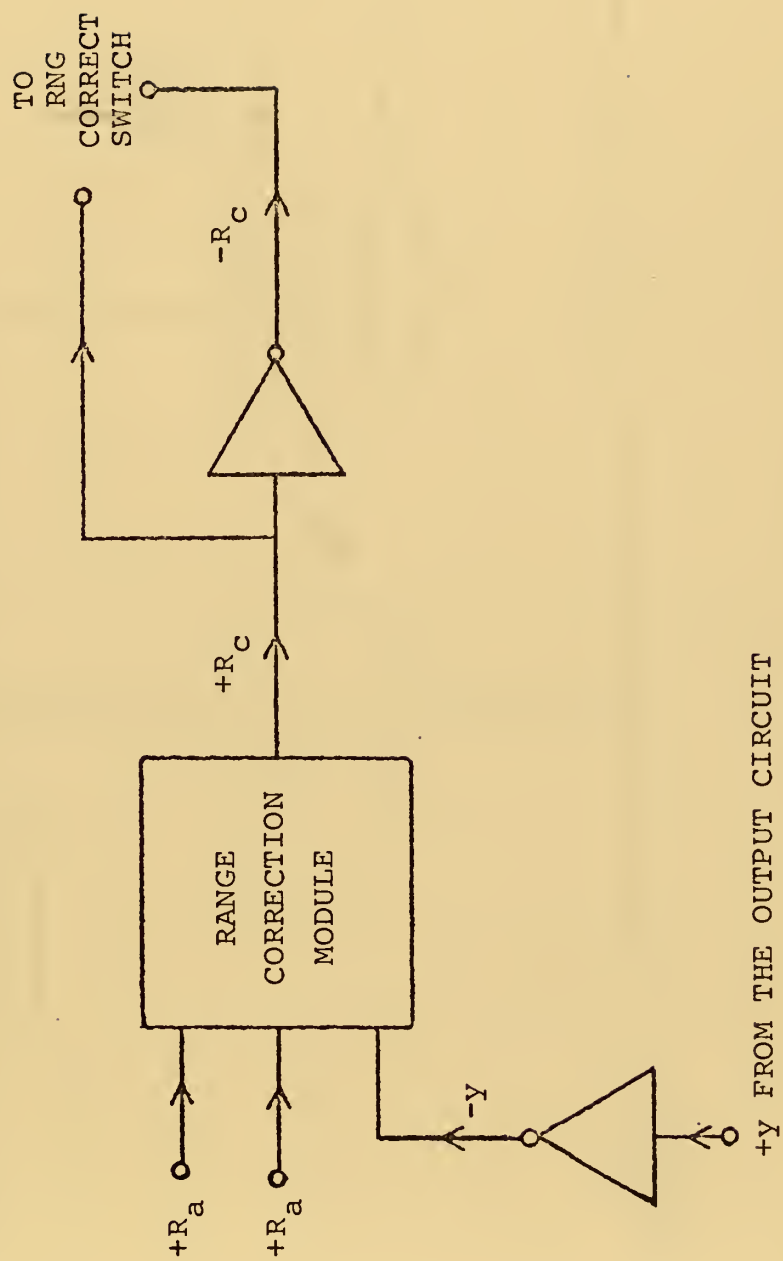 TO
RNG
CORRECT
SWITCH
-R_c
+R_c
RANGE
CORRECTION
MODULE
+R_a
+R_a
-y
+y FROM THE OUTPUT CIRCUIT